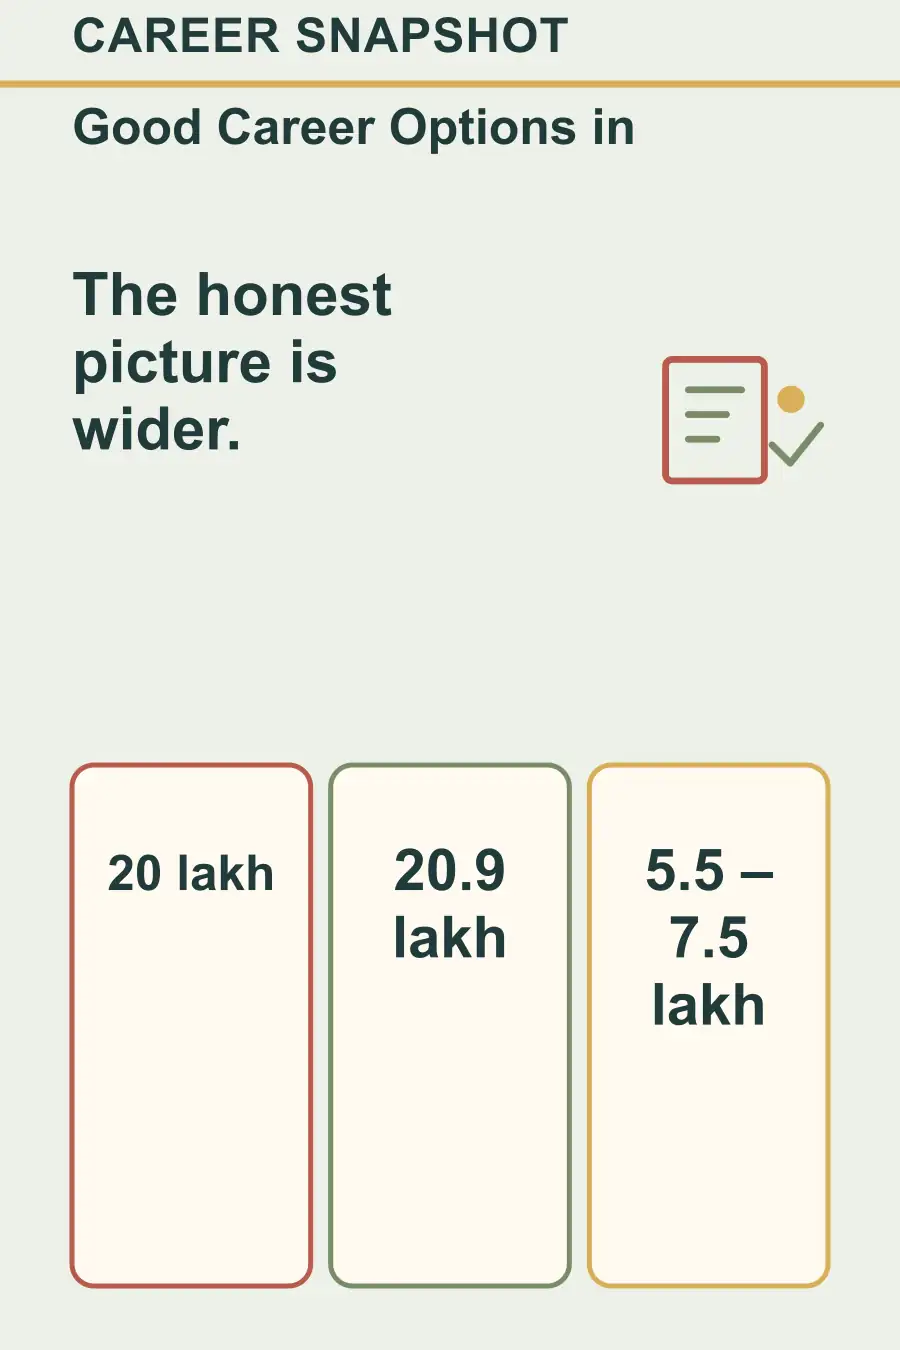 CAREER SNAPSHOT
Good Career Options in
The honest
picture is
wider.
20 lakh
20.9
lakh
5.5 –
7.5
lakh